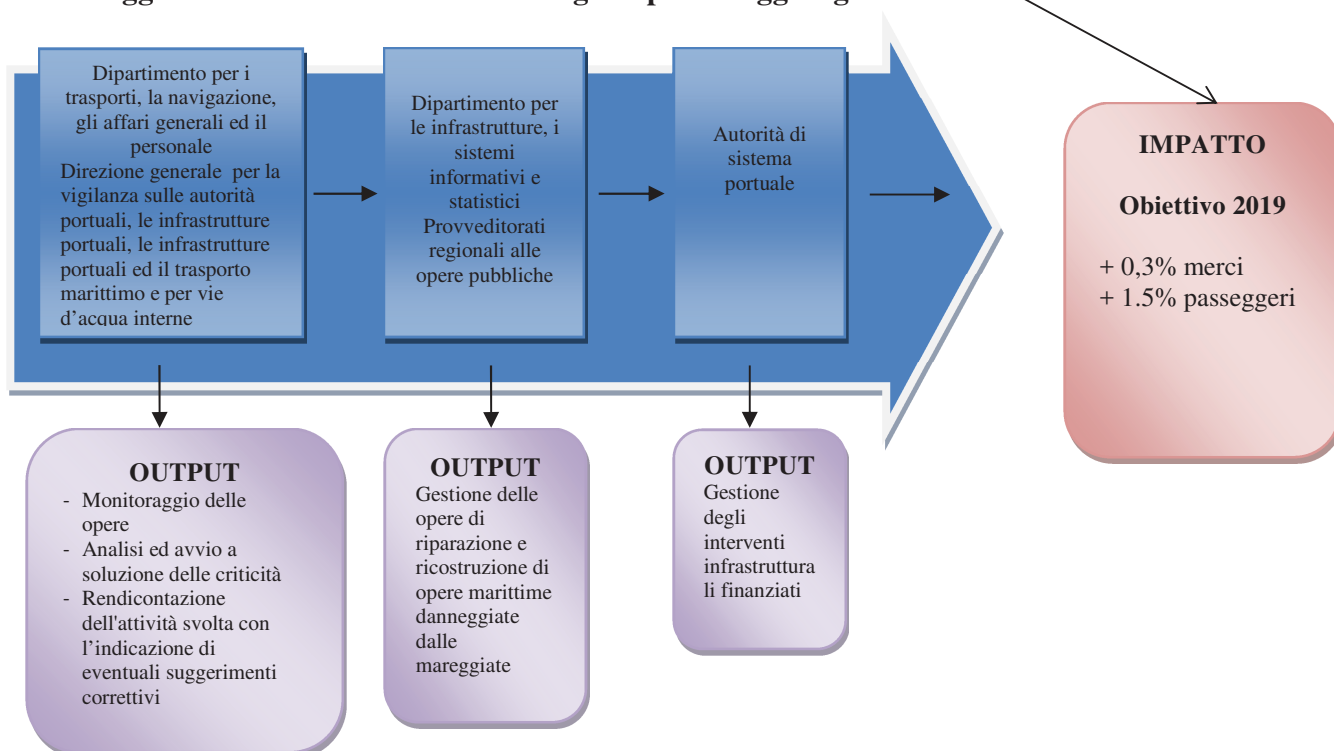 Dipartimento per i
trasporti, la navigazione,
gli affari generali ed il
personale
Direzione generale per la
vigilanza sulle autorità
portuali, le infrastrutture
portuali, le infrastrutture
portuali ed il trasporto
marittimo e per vie
d’acqua interne
Dipartimento per
le infrastrutture, i
sistemi
informativi e
statistici
Provveditorati
regionali alle
opere pubbliche
Autorità di
sistema
portuale
IMPATTO
Obiettivo 2019
+ 0,3% merci
+ 1.5% passeggeri
OUTPUT
- Monitoraggio delle
opere
- Analisi ed avvio a
soluzione delle criticità
- Rendicontazione
dell'attività svolta con
l’indicazione di
eventuali suggerimenti
correttivi
OUTPUT
Gestione delle
opere di
riparazione e
ricostruzione di
opere marittime
danneggiate
dalle
mareggiate
OUTPUT
Gestione
degli
interventi
infrastruttura
li finanziati